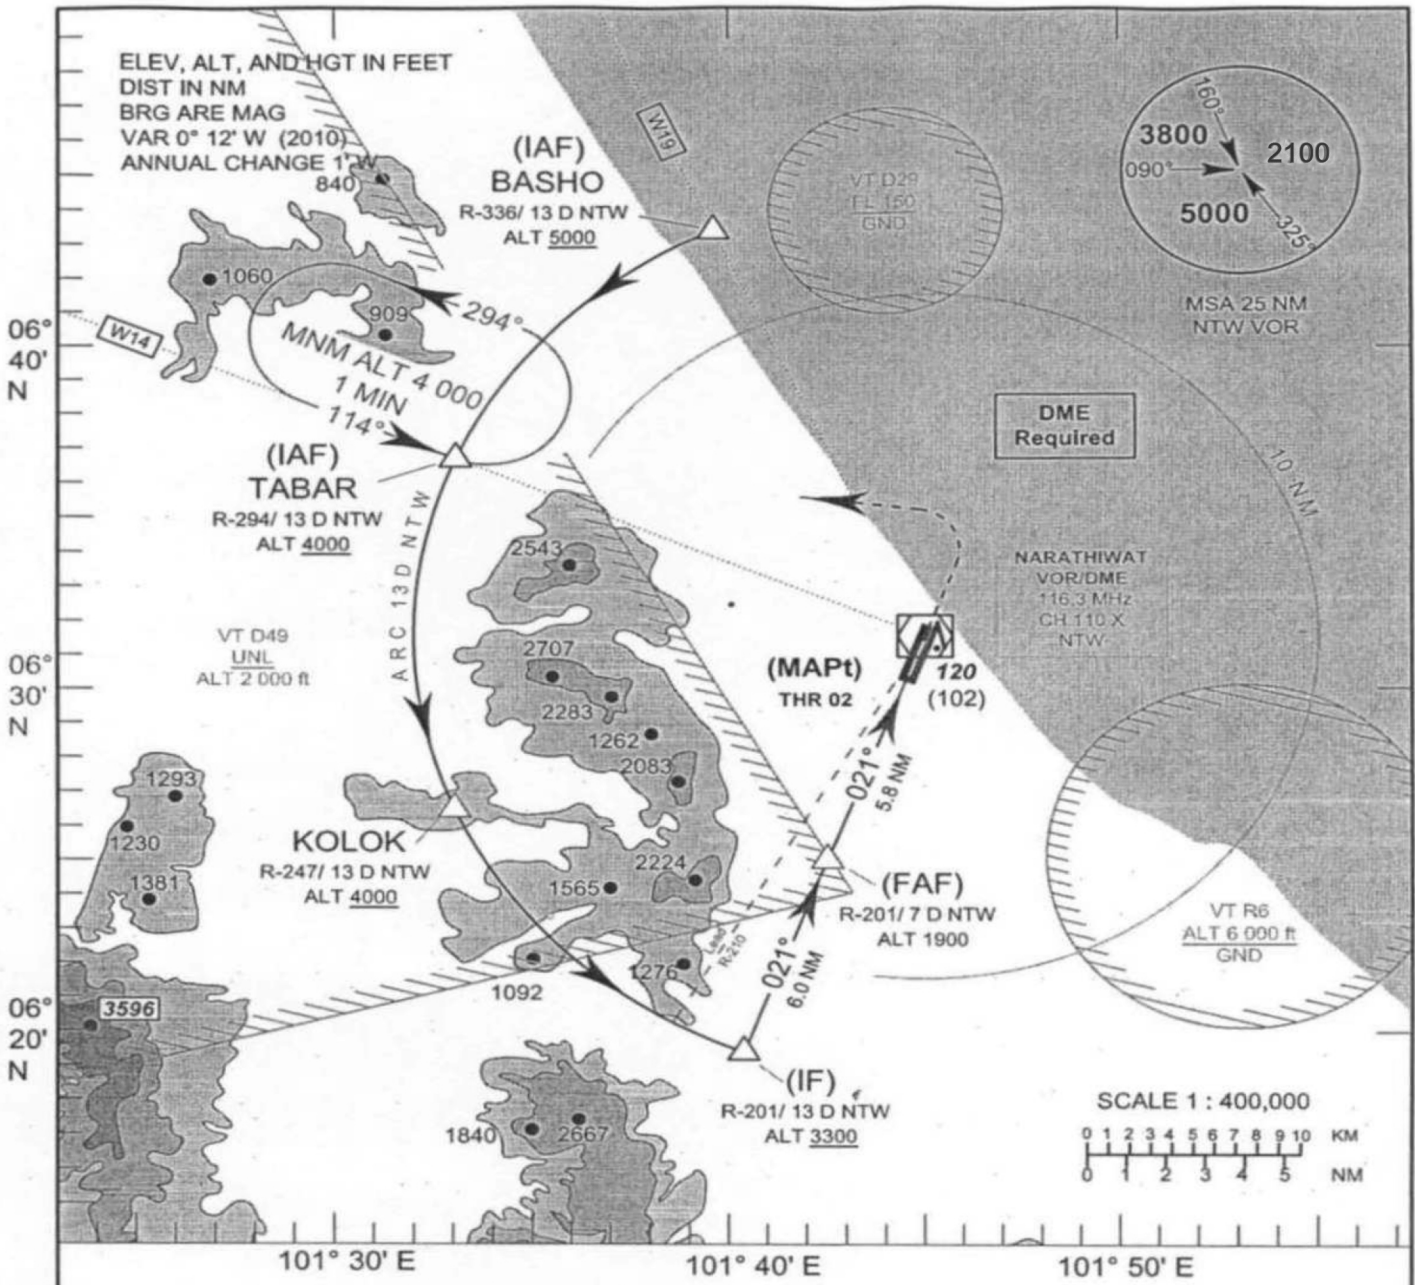 ELEV, ALT, AND HGT IN FEET
DIST IN NM
BRG ARE MAG
VAR 0° 12' W (2010)
ANNUAL CHANGE 1' W
840
(IAF)
BASHO
R-336/ 13 D NTW
ALT 5000
W19
VT D29
FL 150
GND
160°
3800
2100
090°
5000
325°
MSA 25 NM
NTW VOR
1060
909
294°
MNM ALT 4 000
1 MIN
114°
W14
06°
40'
N
DME
Required
10 NM
(IAF)
TABAR
R-294/ 13 D NTW
ALT 4000
ARC 13D NTW
2543
NARATHIWAT
VOR/DME
116.3 MHz
CH 110 X
NTW
VT D49
UNL
ALT 2 000 ft
2707
2283
1262
2083
(MAPt)
THR 02
120
(102)
06°
30'
N
021°
5.8 NM
1293
1230
1381
KOLOK
R-247/ 13 D NTW
ALT 4000
2224
1565
(FAF)
R-201/ 7 D NTW
ALT 1900
VT R6
ALT 6 000 ft
GND
Lead
R-210
021°
6.0 NM
1276
1092
3596
06°
20'
N
(IF)
R-201/ 13 D NTW
ALT 3300
1840
2667
SCALE 1 : 400,000
0 1 2 3 4 5 6 7 8 9 10 KM
0 1 2 3 4 5 NM
101° 30' E
101° 40' E
101° 50' E